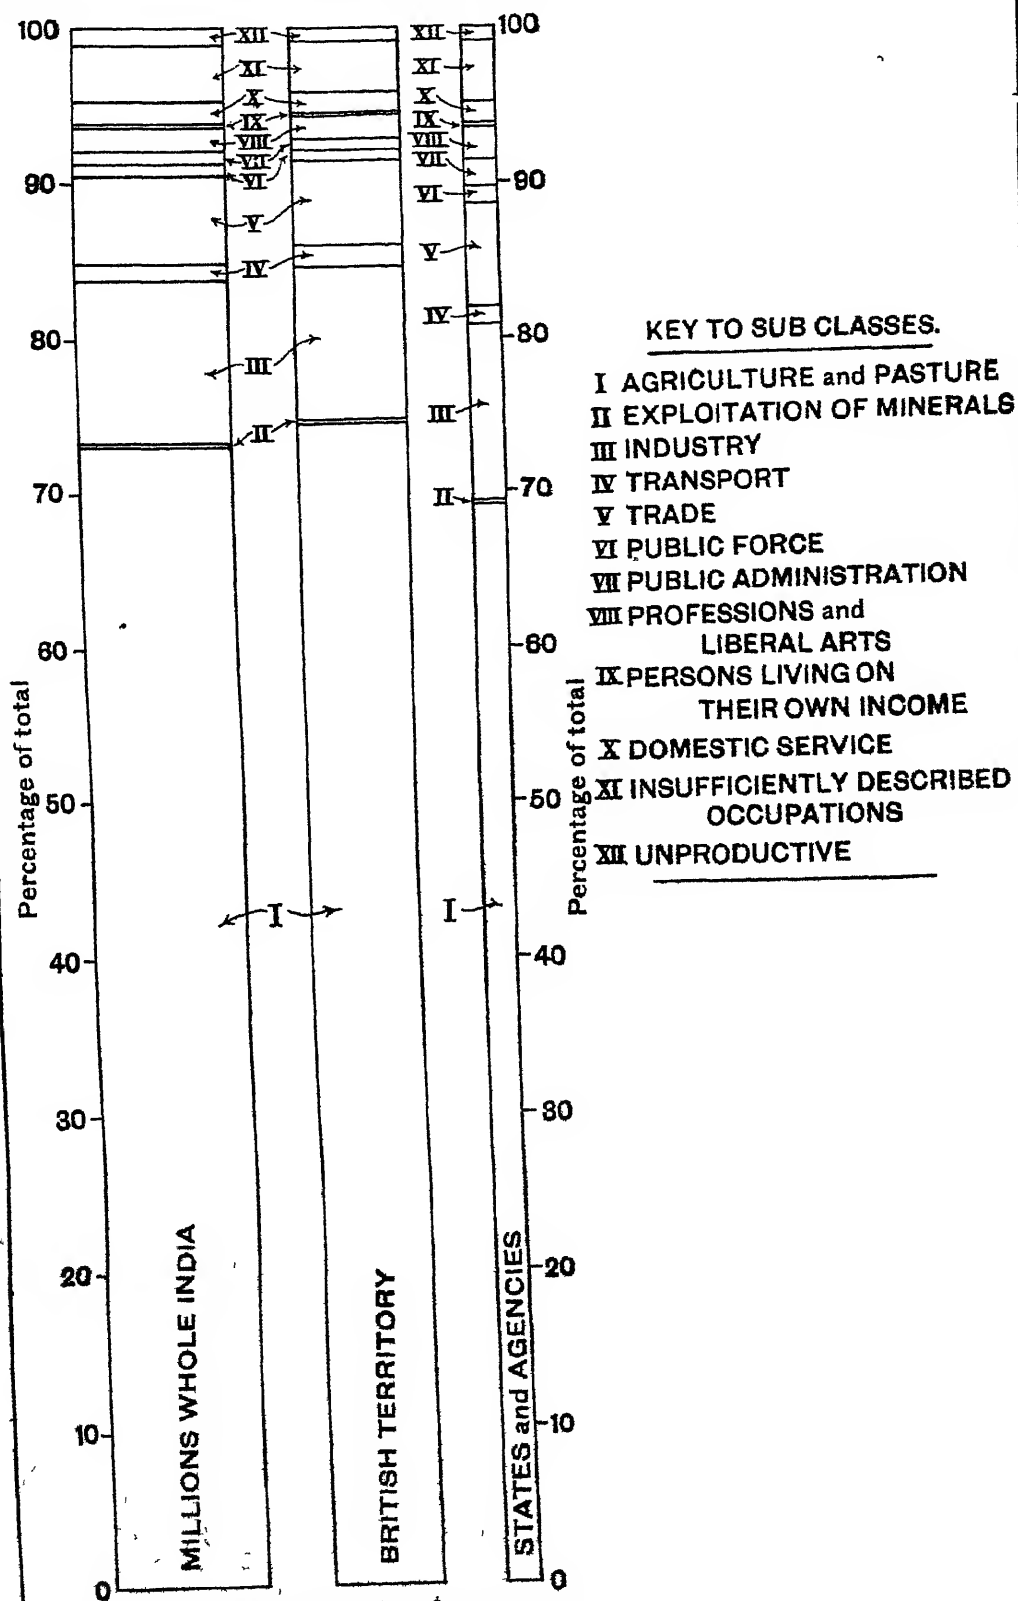 100
XII
XII
100
XI
XI
X
X
IX
IX
VIII
VIII
VII
VII
90
VI
VI
90
V
V
IV
IV
80
III
80
III
II
II
70
70
60
60
50
50
I
I
40
40
30
30
20
20
10
10
0
0
Percentage of total
Percentage of total
MILLIONS WHOLE INDIA
BRITISH TERRITORY
STATES and AGENCIES
KEY TO SUB CLASSES.
I AGRICULTURE and PASTURE
II EXPLOITATION OF MINERALS
III INDUSTRY
IV TRANSPORT
V TRADE
VI PUBLIC FORCE
VII PUBLIC ADMINISTRATION
VIII PROFESSIONS and
LIBERAL ARTS
IX PERSONS LIVING ON
THEIR OWN INCOME
X DOMESTIC SERVICE
XI INSUFFICIENTLY DESCRIBED
OCCUPATIONS
XII UNPRODUCTIVE